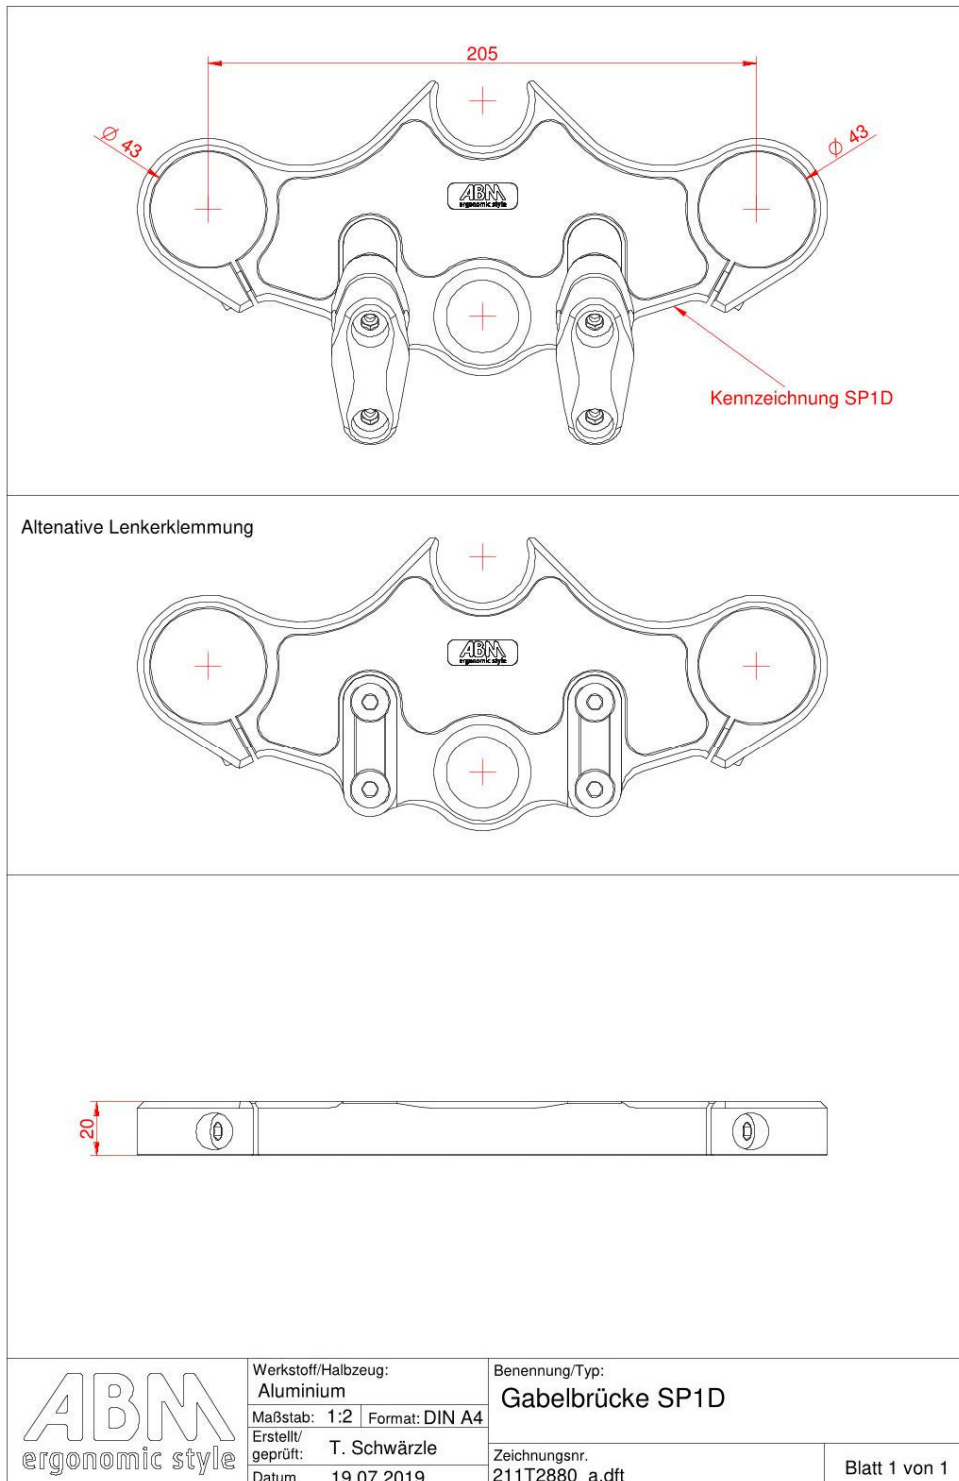 205
Ø 43
Ø 43
ABM
ergonomic style
Kennzeichnung SP1D
Altenative Lenkerklemmung
ABM
ergonomic style
20
ABM
ergonomic style
Werkstoff/Halbzeug:
Aluminium
Maßstab: 1:2 Format: DIN A4
Erstellt/
geprüft: T. Schwärzle
Datum 19.07.2019
Benennung/Typ:
Gabelbrücke SP1D
Zeichnungsnr.
211T2880_a.dft
Blatt 1 von 1